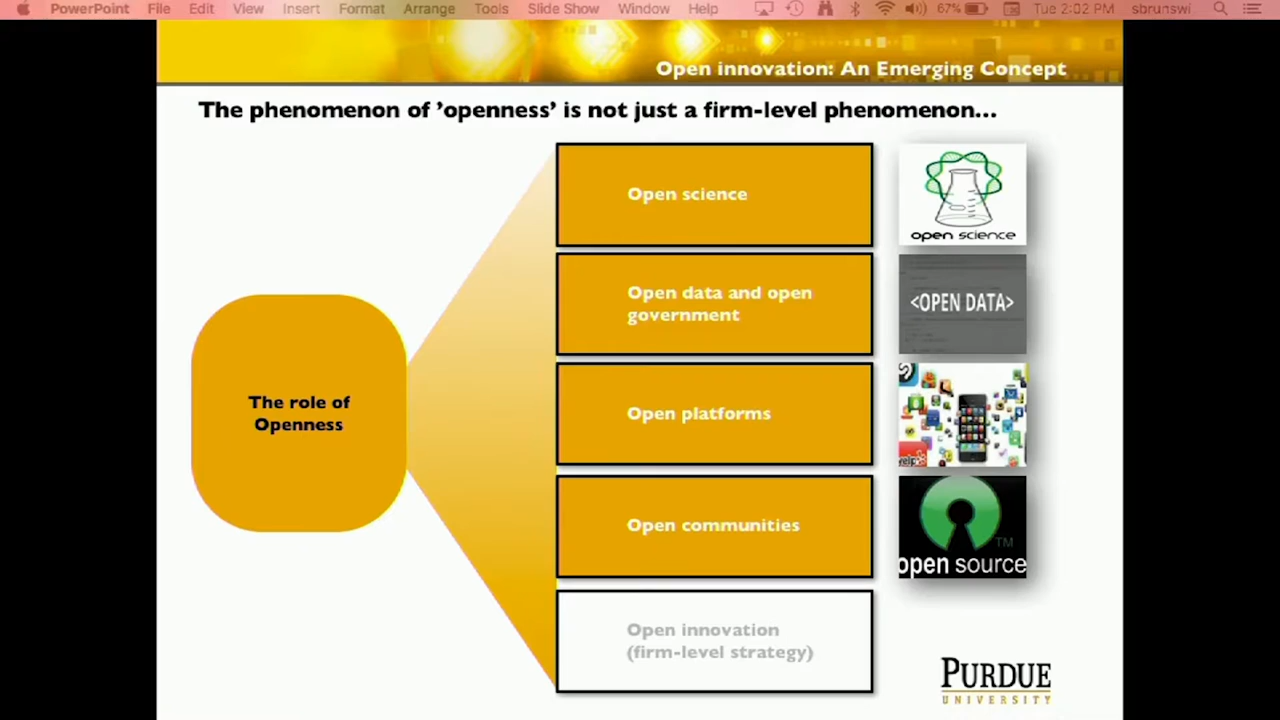 PowerPoint File Edit View Insert Format Arrange Tools Slide Show Window Help 67% Tue 2:02 PM sbrunswi
Open innovation: An Emerging Concept
The phenomenon of ’openness’ is not just a firm-level phenomenon...
Open science
open science
Open data and open
government
<OPEN DATA>
The role of
Openness
Open platforms
yelp
Open communities
TM
open source
Open innovation
(firm-level strategy)
PURDUE
UNIVERSITY